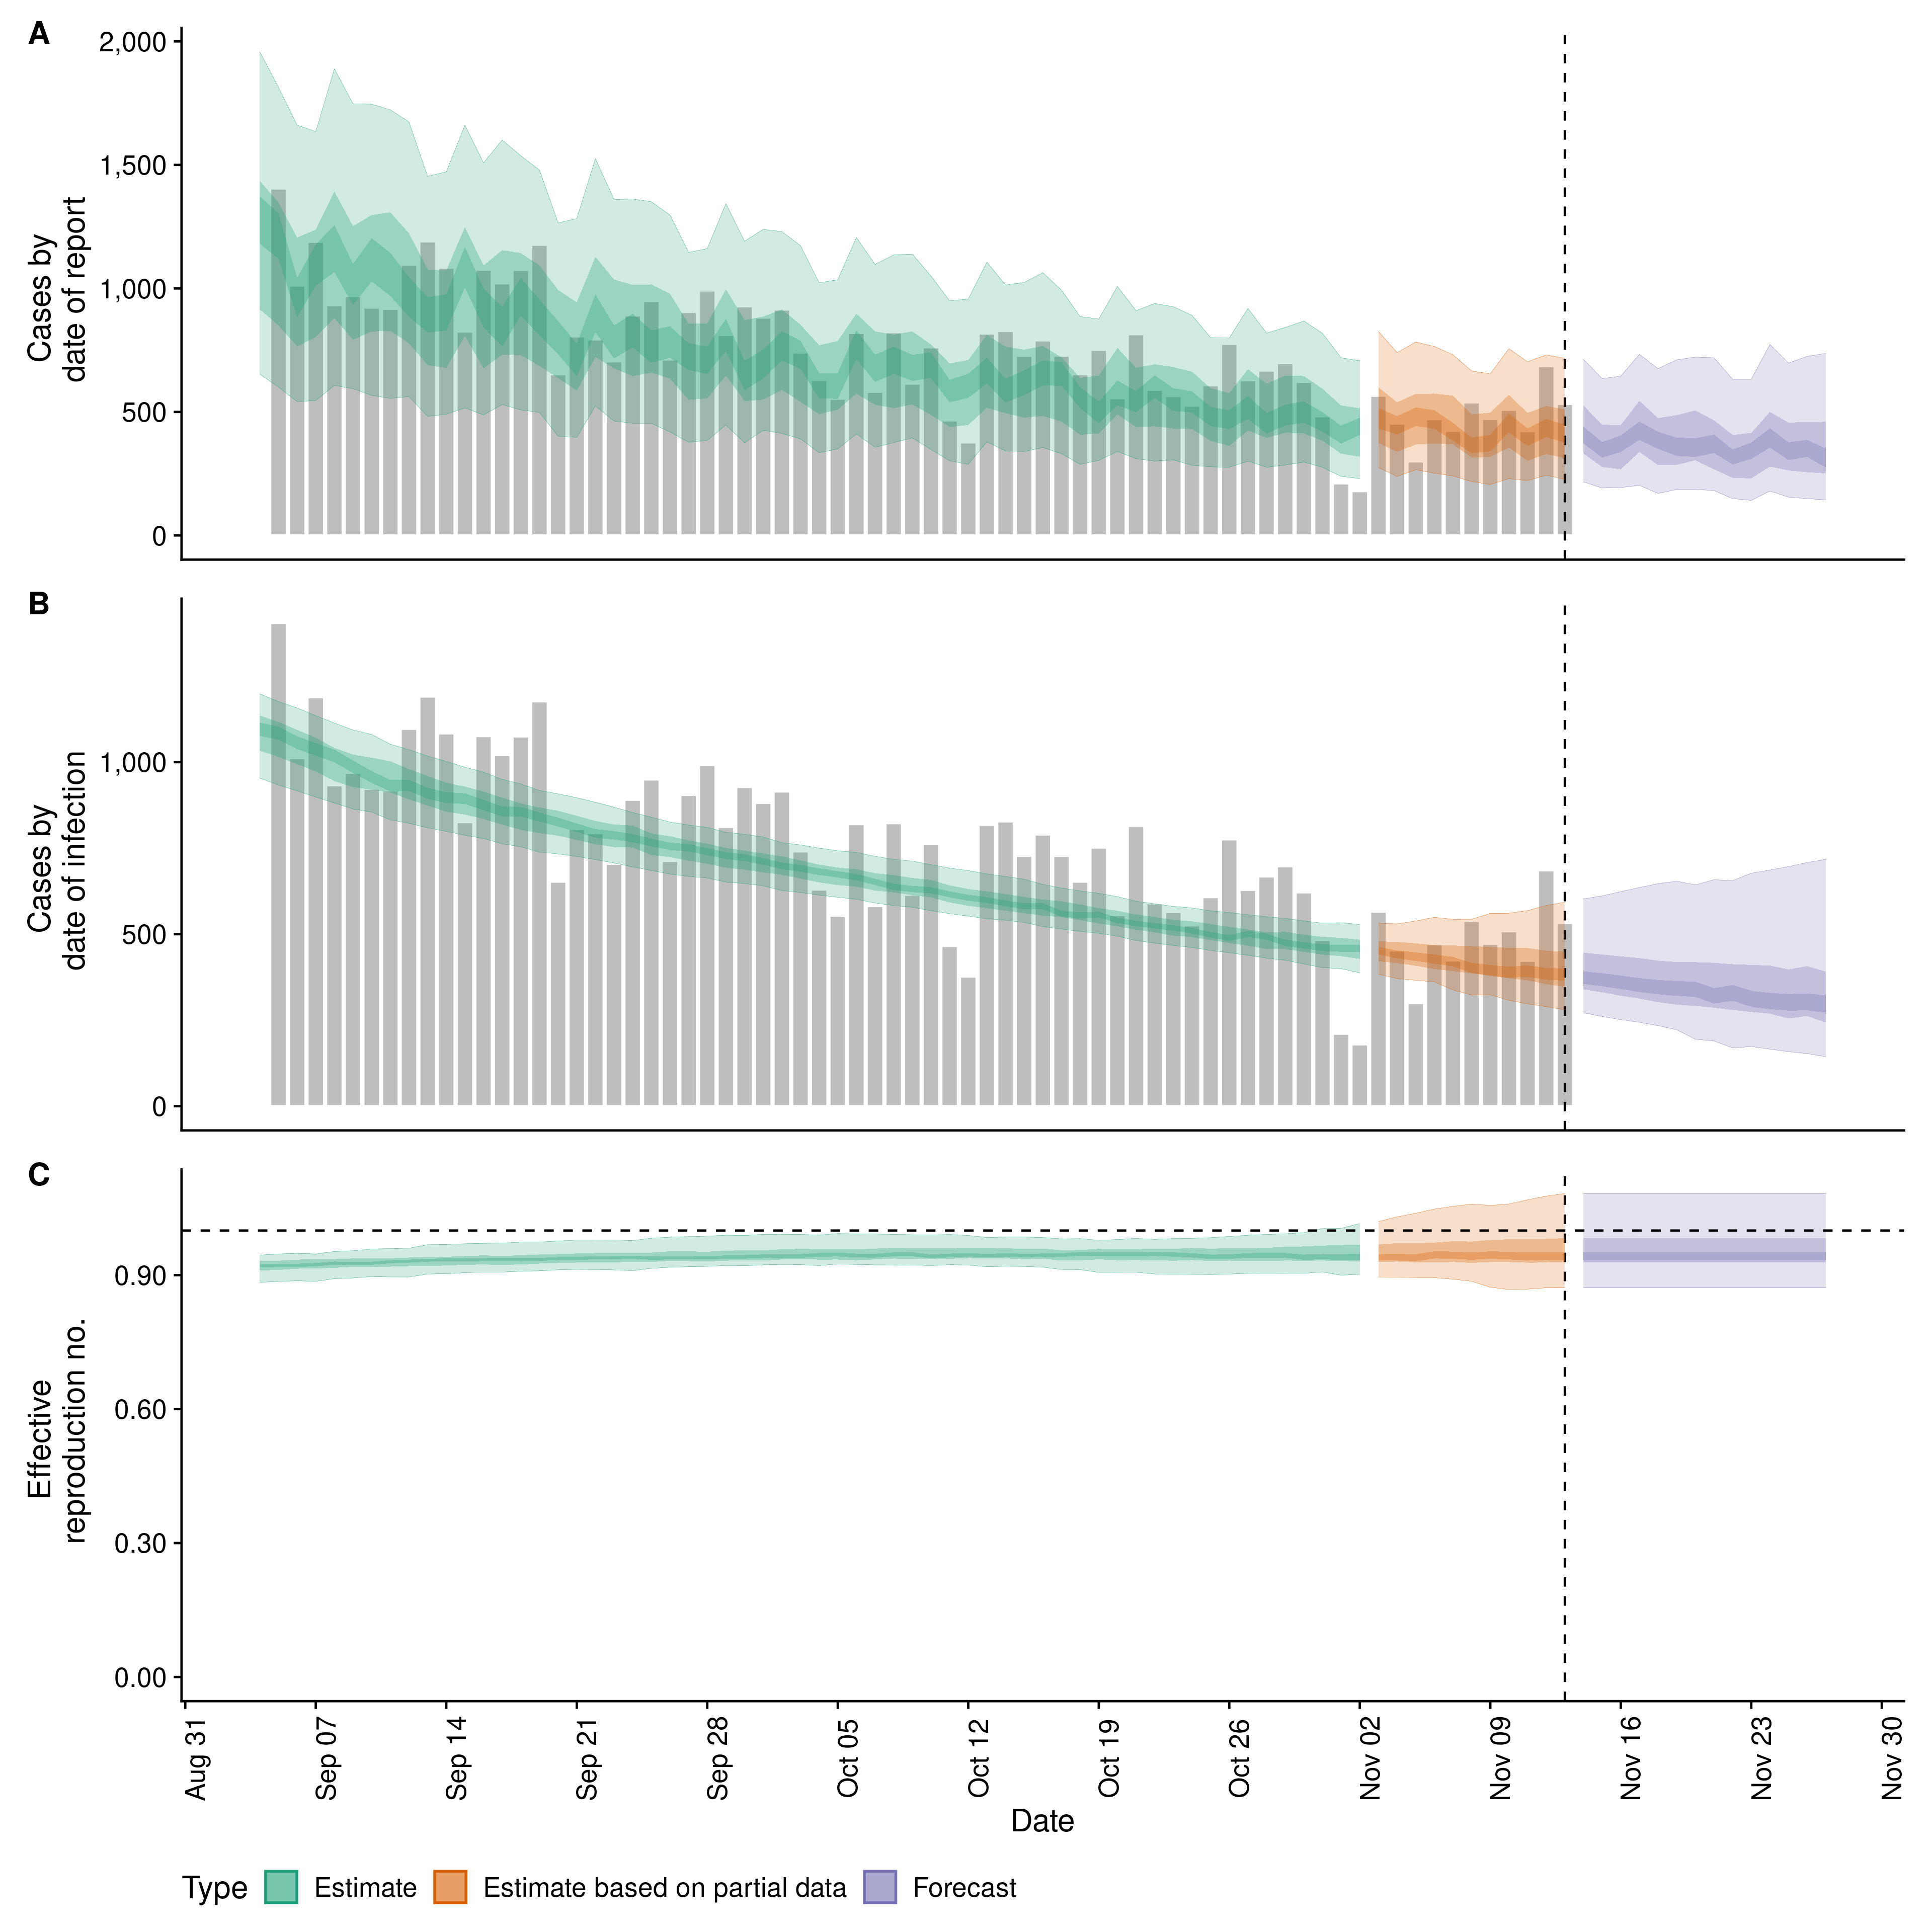 A
Cases by
date of report
2,000
1,500
1,000
500
0
B
Cases by
date of infection
1,000
500
0
C
Effective
reproduction no.
0.90
0.60
0.30
0.00
Aug 31
Sep 07
Sep 14
Sep 21
Sep 28
Oct 05
Oct 12
Oct 19
Oct 26
Nov 02
Nov 09
Nov 16
Nov 23
Nov 30
Date
Type Estimate Estimate based on partial data Forecast